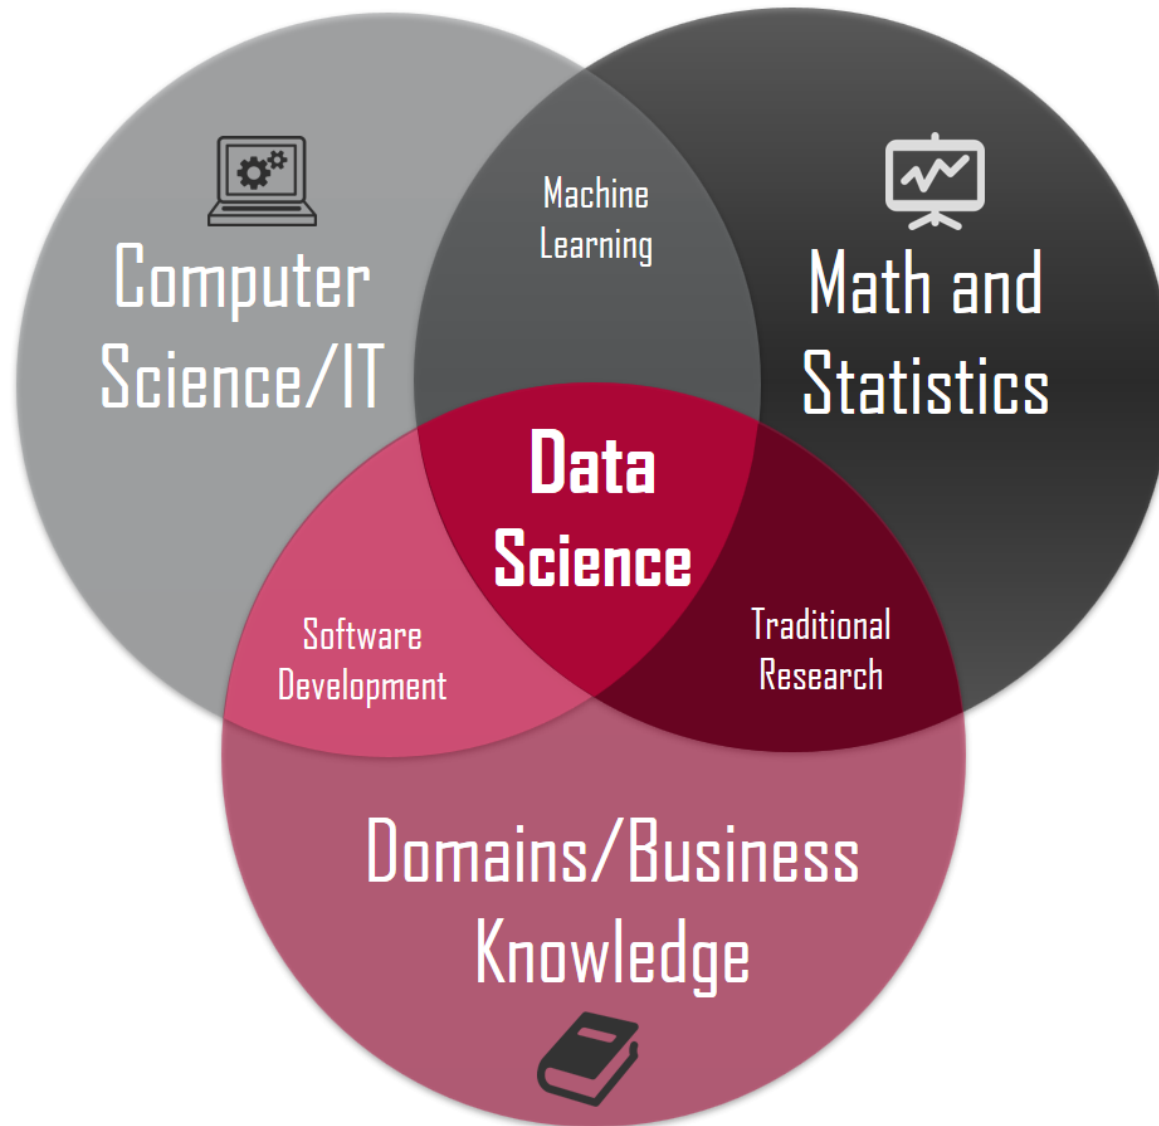 Machine
Learning
Computer
Science/IT
Math and
Statistics
Data
Science
Software
Development
Traditional
Research
Domains/Business
Knowledge